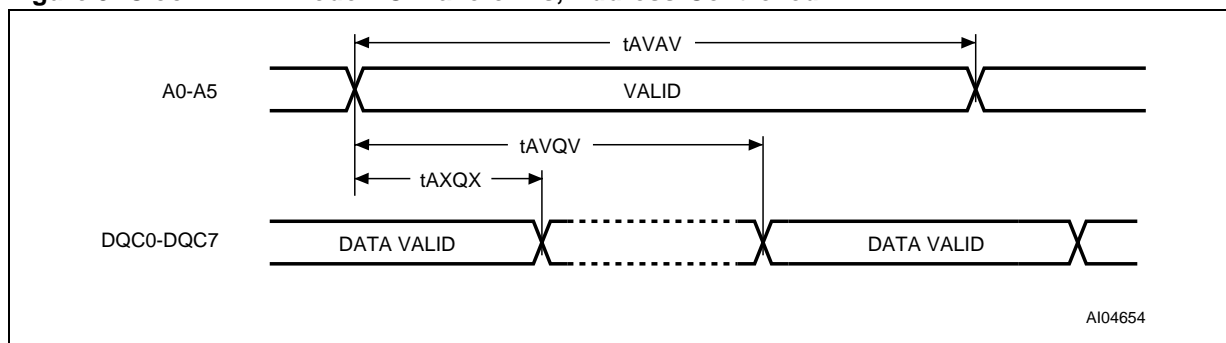 tAVAV
A0-A5
VALID
tAVQV
tAXQX
DQC0-DQC7
DATA VALID
DATA VALID
AI04654